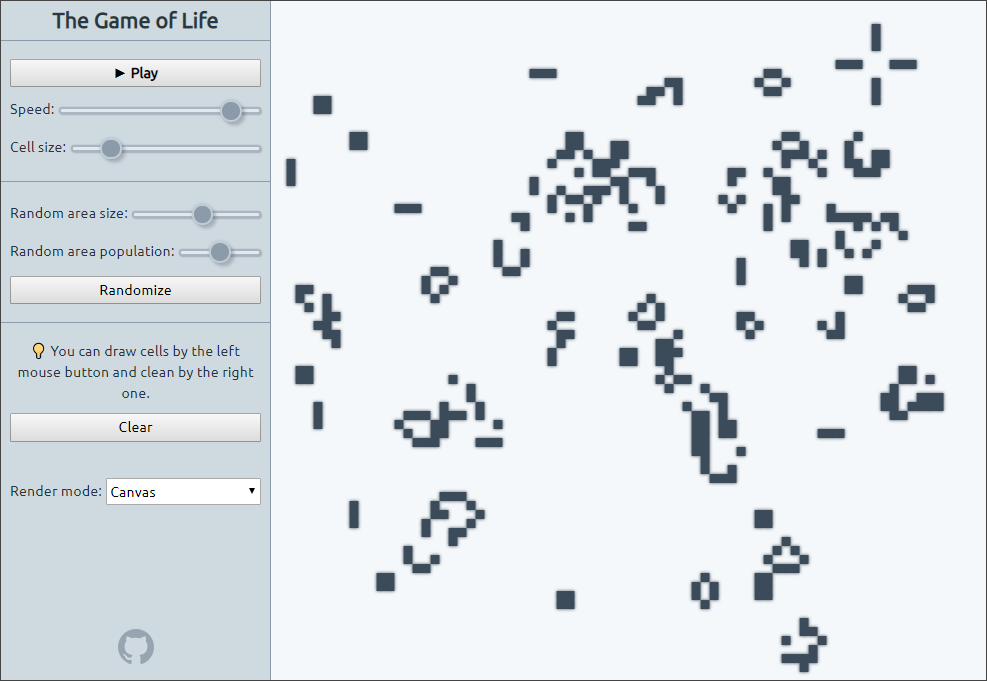 The Game of Life
► Play
Speed:
Cell size:
Random area size:
Random area population:
Randomize
You can draw cells by the left
mouse button and clean by the right
one.
Clear
Render mode: Canvas